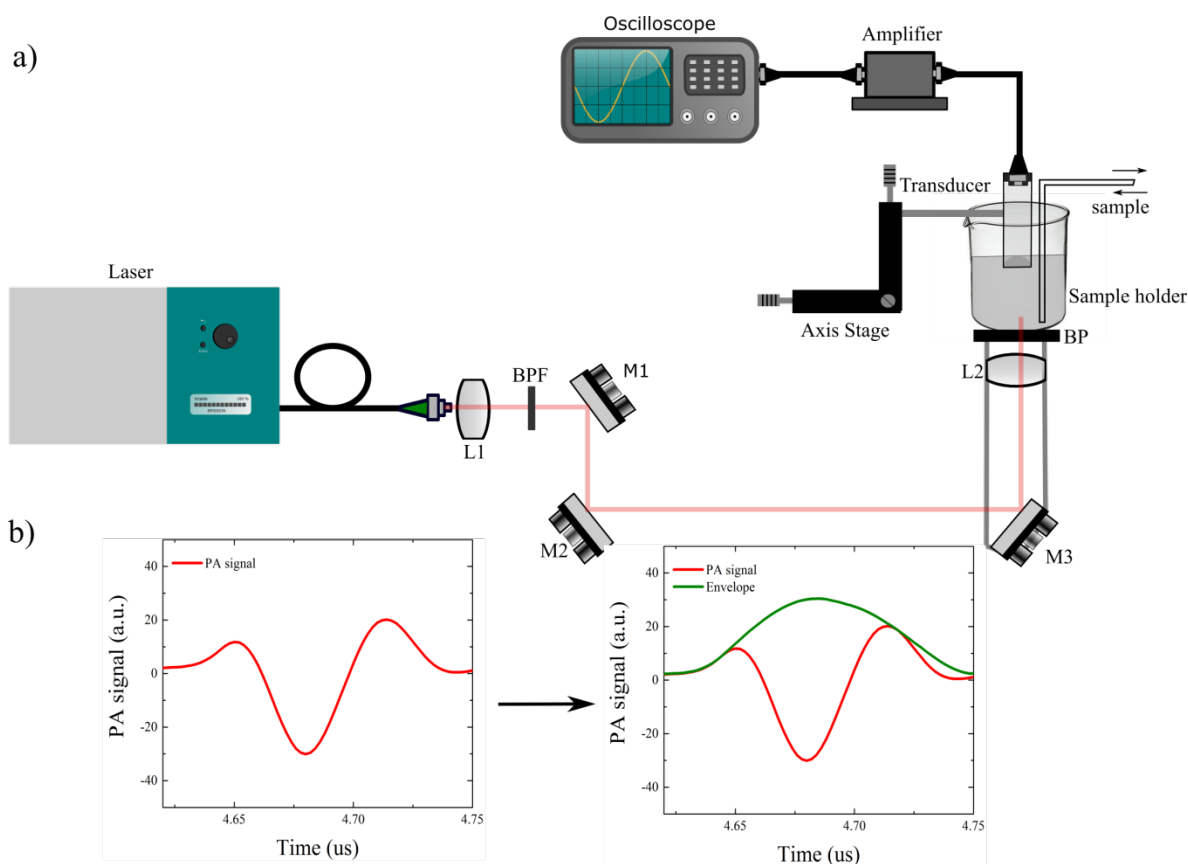 a)
Oscilloscope
Amplifier
Transducer
sample
Laser
Sample holder
Axis Stage
BP
L2
BPF
M1
L1
b)
M2
M3
PA signal
40
20
0
-20
-40
PA signal (a.u.)
4.65
4.70
4.75
Time (us)
PA signal
Envelope
40
20
0
-20
-40
PA signal (a.u.)
4.65
4.70
4.75
Time (us)